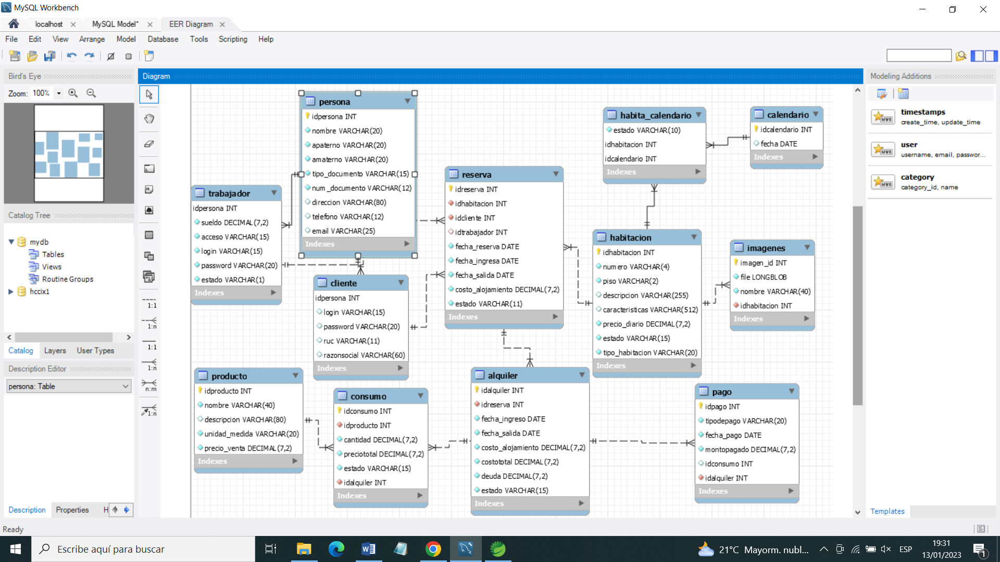 MySQL Workbench
localhost
MySQL Model*
EER Diagram
File Edit View Arrange Model Database Tools Scripting Help
Bird's Eye
Zoom: 100%
Catalog Tree
mydb
Tables
Views
Routine Groups
hccix1
Catalog Layers User Types
Description Editor
persona: Table
Description Properties H
Ready
1:1
1:n
1:1
1:n
n:m
1:n
Diagram
persona
idpersona INT
nombre VARCHAR(20)
apaterno VARCHAR(20)
amaterno VARCHAR(20)
tipo_documento VARCHAR(15)
num_documento VARCHAR(12)
direccion VARCHAR(80)
telefono VARCHAR(12)
email VARCHAR(25)
Indexes
trabajador
idpersona INT
sueldo DECIMAL(7,2)
acceso VARCHAR(15)
login VARCHAR(15)
password VARCHAR(20)
estado VARCHAR(1)
Indexes
cliente
idpersona INT
login VARCHAR(15)
password VARCHAR(20)
ruc VARCHAR(11)
razonsocial VARCHAR(60)
Indexes
reserva
idreserva INT
idhabitacion INT
idcliente INT
idtrabajador INT
fecha_reserva DATE
fecha_ingresa DATE
fecha_salida DATE
costo_alojamiento DECIMAL(7,2)
estado VARCHAR(11)
Indexes
habita_calendario
estado VARCHAR(10)
idhabitacion INT
idcalendario INT
Indexes
calendario
idcalendario INT
fecha DATE
Indexes
habitacion
idhabitacion INT
numero VARCHAR(4)
piso VARCHAR(2)
descripcion VARCHAR(255)
caracteristicas VARCHAR(512)
precio_diario DECIMAL(7,2)
estado VARCHAR(15)
tipo_habitacion VARCHAR(20)
Indexes
imagenes
imagen_id INT
file LONGBLOB
nombre VARCHAR(40)
idhabitacion INT
Indexes
producto
idproducto INT
nombre VARCHAR(40)
descripcion VARCHAR(80)
unidad_medida VARCHAR(20)
precio_venta DECIMAL(7,2)
Indexes
consumo
idconsumo INT
idproducto INT
cantidad DECIMAL(7,2)
preciototal DECIMAL(7,2)
estado VARCHAR(15)
idalquiler INT
Indexes
alquiler
idalquiler INT
idreserva INT
fecha_ingreso DATE
fecha_salida DATE
costo_alojamiento DECIMAL(7,2)
costototal DECIMAL(7,2)
deuda DECIMAL(7,2)
estado VARCHAR(15)
Indexes
pago
idpago INT
tipodepago VARCHAR(20)
fecha_pago DATE
montopagado DECIMAL(7,2)
idconsumo INT
idalquiler INT
Indexes
Modeling Additions
MWB
timestamps
create_time, update_time
MWB
user
username, email, passwor...
MWB
category
category_id, name
Templates
Escribe aquí para buscar
21°C Mayorm. nubl...
ESP
19:31
13/01/2023
1